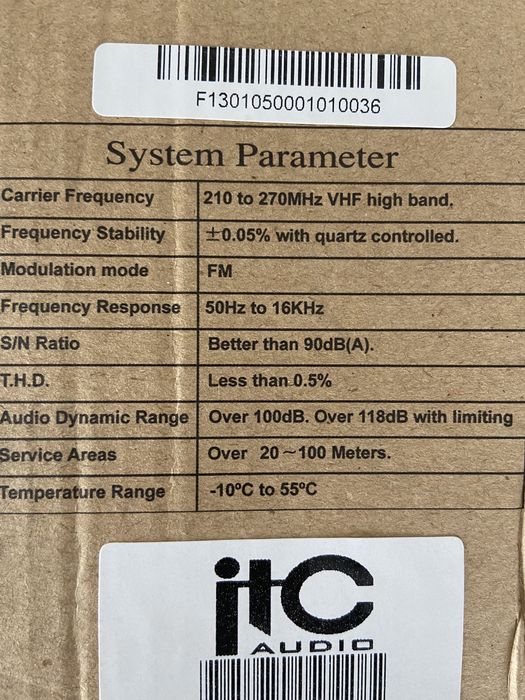 F1301050001010036
System Parameter
Carrier Frequency 210 to 270MHz VHF high band.
Frequency Stability ±0.05% with quartz controlled.
Modulation mode FM
Frequency Response 50Hz to 16KHz
S/N Ratio Better than 90dB(A).
T.H.D. Less than 0.5%
Audio Dynamic Range Over 100dB. Over 118dB with limiting
Service Areas Over 20~100 Meters.
Temperature Range -10ºC to 55ºC
itC
AUDIO